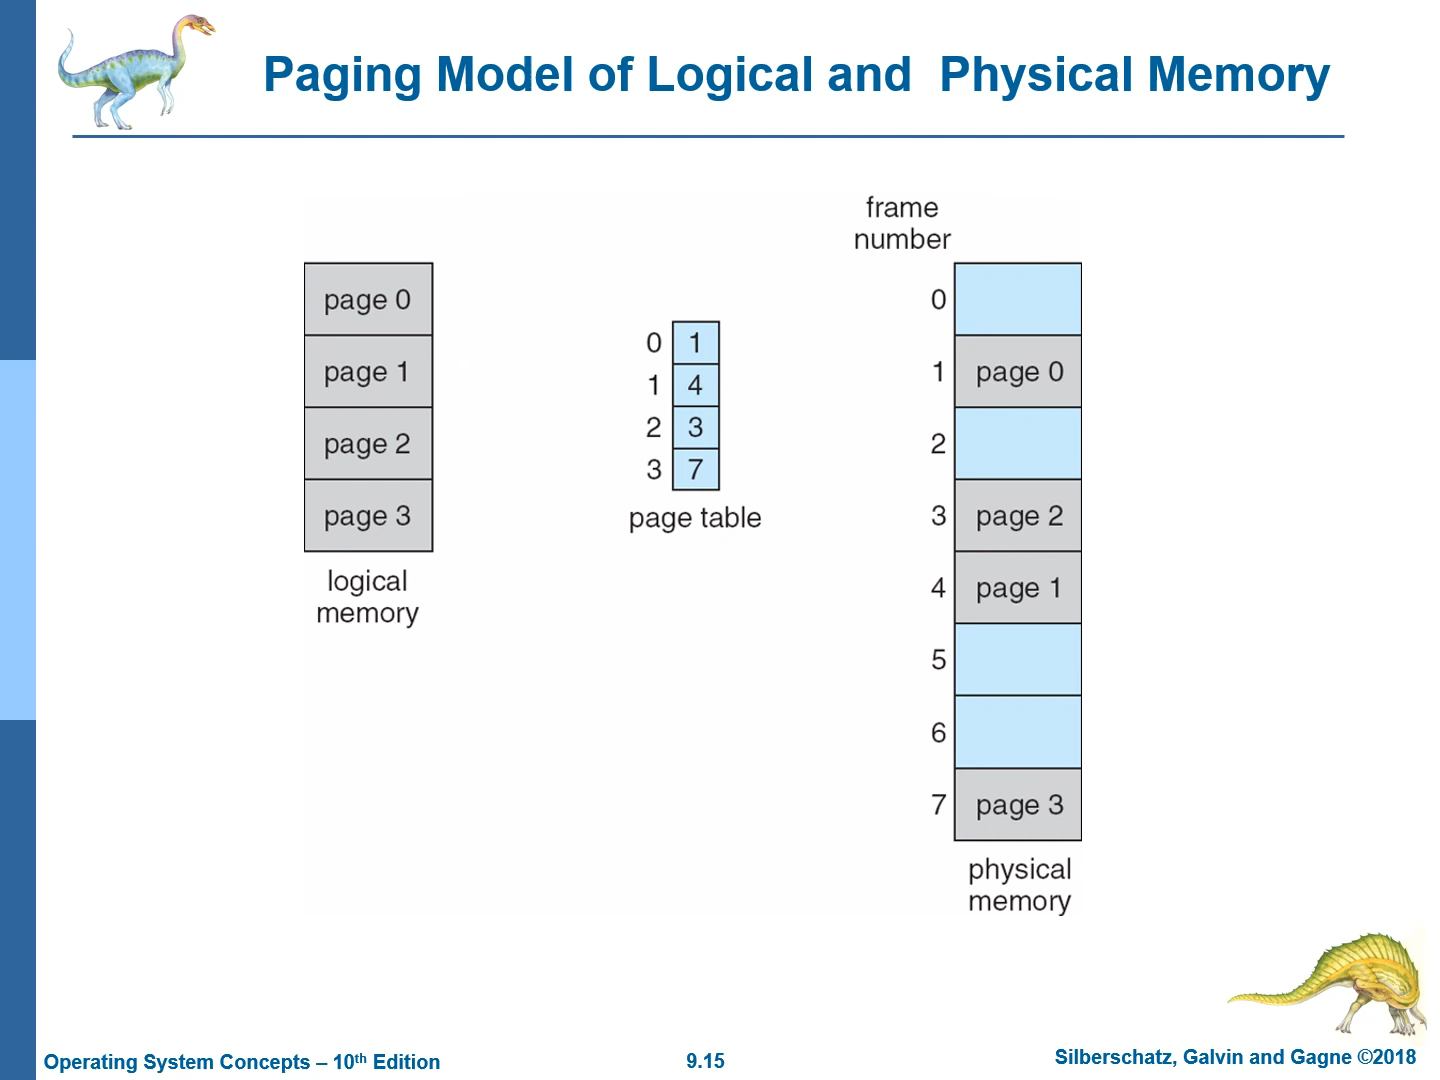 Paging Model of Logical and  Physical Memory
page 0
page 1
page 2
page 3
logical
memory
0 1
1 4
2 3
3 7
page table
frame
number
0
1 page 0
2
3 page 2
4 page 1
5
6
7 page 3
physical
memory
Operating System Concepts – 10th Edition
9.15
Silberschatz, Galvin and Gagne ©2018